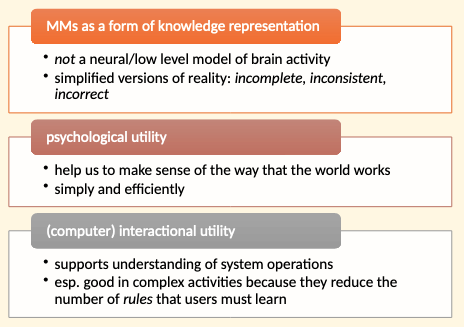 MMs as a form of knowledge representation
• not a neural/low level model of brain activity
• simplified versions of reality: incomplete, inconsistent,
incorrect
psychological utility
• help us to make sense of the way that the world works
• simply and efficiently
(computer) interactional utility
• supports understanding of system operations
• esp. good in complex activities because they reduce the
number of rules that users must learn